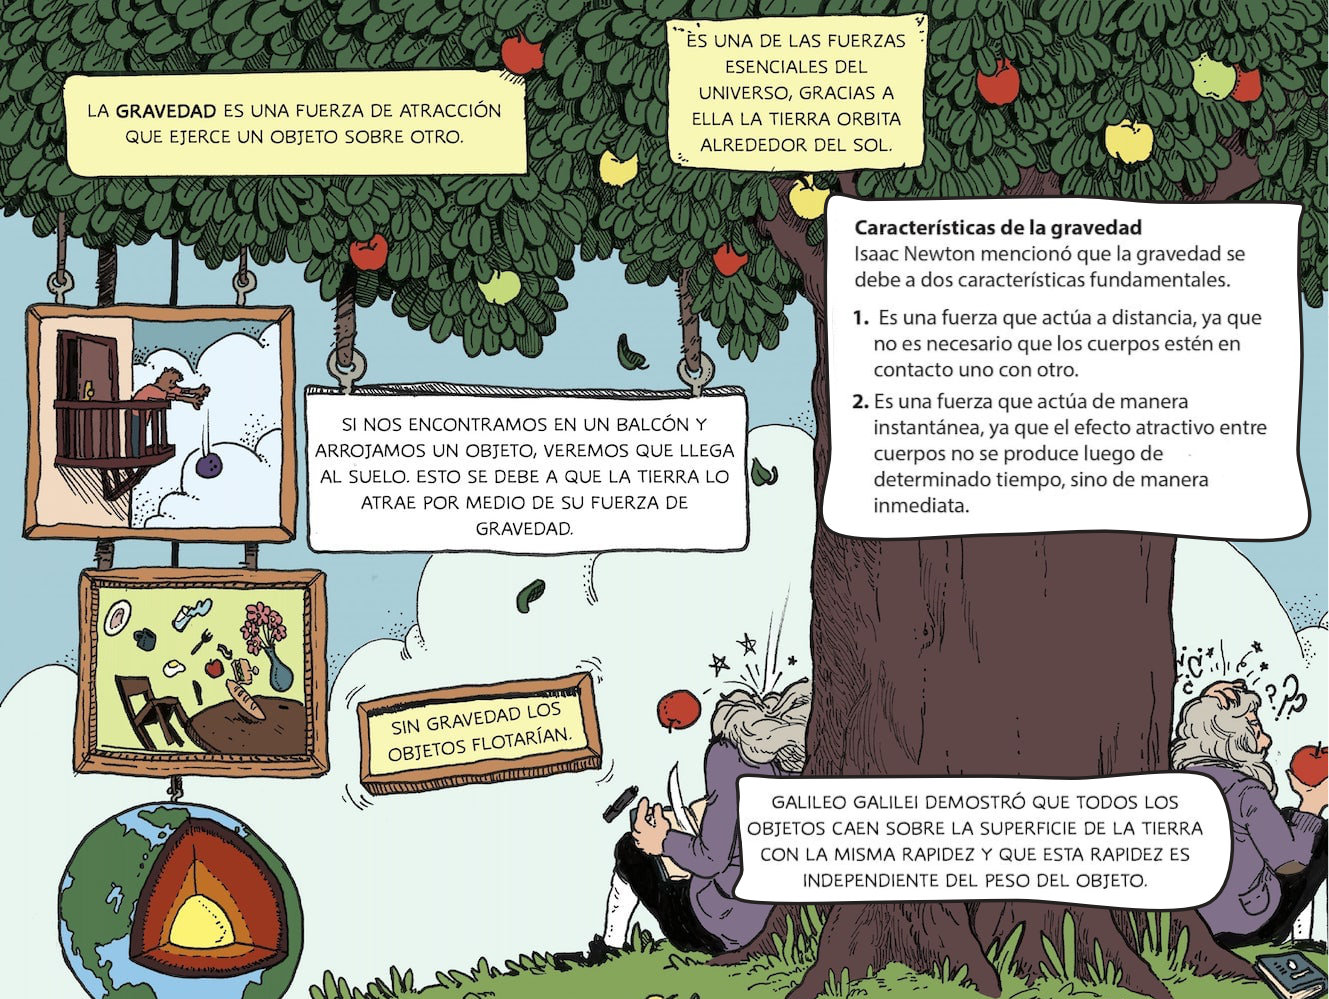 LA GRAVEDAD ES UNA FUERZA DE ATRACCIÓN
QUE EJERCE UN OBJETO SOBRE OTRO.
ES UNA DE LAS FUERZAS
ESENCIALES DEL
UNIVERSO, GRACIAS A
ELLA LA TIERRA ORBITA
ALREDEDOR DEL SOL.
Características de la gravedad
Isaac Newton mencionó que la gravedad se
debe a dos características fundamentales.
1. Es una fuerza que actúa a distancia, ya que
no es necesario que los cuerpos estén en
contacto uno con otro.
2. Es una fuerza que actúa de manera
instantánea, ya que el efecto atractivo entre
cuerpos no se produce luego de
determinado tiempo, sino de manera
inmediata.
SI NOS ENCONTRAMOS EN UN BALCÓN Y
ARROJAMOS UN OBJETO, VEREMOS QUE LLEGA
AL SUELO. ESTO SE DEBE A QUE LA TIERRA LO
ATRAE POR MEDIO DE SU FUERZA DE
GRAVEDAD.
SIN GRAVEDAD LOS
OBJETOS FLOTARÍAN.
GALILEO GALILEI DEMOSTRÓ QUE TODOS LOS
OBJETOS CAEN SOBRE LA SUPERFICIE DE LA TIERRA
CON LA MISMA RAPIDEZ Y QUE ESTA RAPIDEZ ES
INDEPENDIENTE DEL PESO DEL OBJETO.